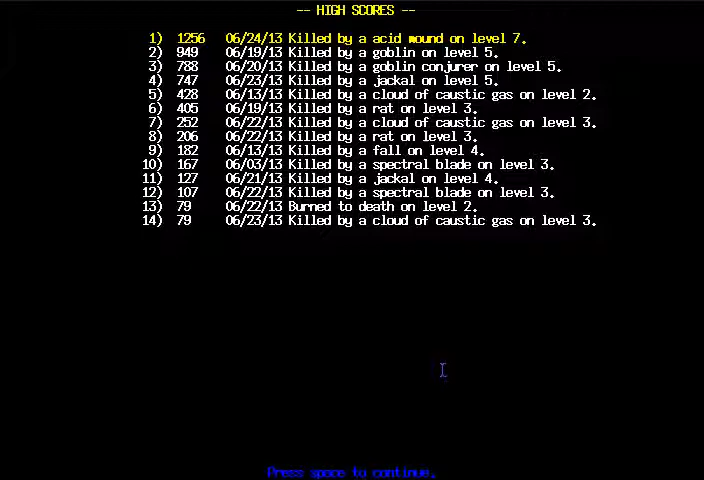 -- HIGH SCORES --
1) 1256 06/24/13 Killed by a acid mound on level 7.
2) 949 06/19/13 Killed by a goblin on level 5.
3) 788 06/20/13 Killed by a goblin conjurer on level 5.
4) 747 06/23/13 Killed by a jackal on level 5.
5) 428 06/13/13 Killed by a cloud of caustic gas on level 2.
6) 405 06/19/13 Killed by a rat on level 3.
7) 252 06/22/13 Killed by a cloud of caustic gas on level 3.
8) 206 06/22/13 Killed by a rat on level 3.
9) 182 06/13/13 Killed by a fall on level 4.
10) 167 06/03/13 Killed by a spectral blade on level 3.
11) 127 06/21/13 Killed by a jackal on level 4.
12) 107 06/22/13 Killed by a spectral blade on level 3.
13) 79 06/22/13 Burned to death on level 2.
14) 79 06/23/13 Killed by a cloud of caustic gas on level 3.
Press space to continue.